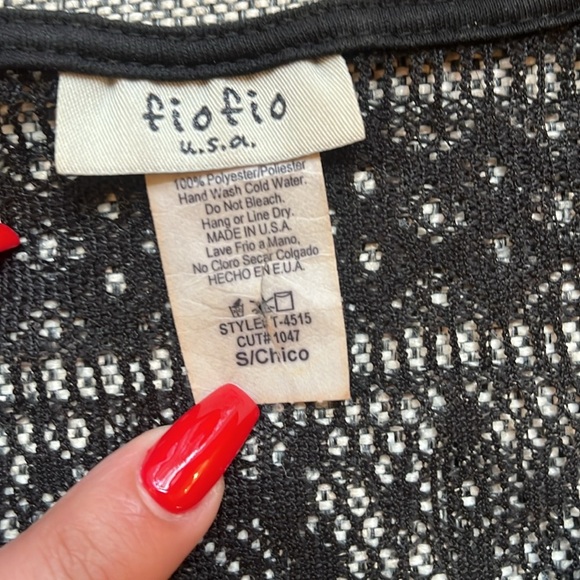 fiofio
u.s.a.
100% Polyester/Poliester
Hand Wash Cold Water.
Do Not Bleach.
Hang or Line Dry.
MADE IN U.S.A.
Lave Frio a Mano,
No Cloro Secar Colgado
HECHO EN E.U.A.
STYLE# T-4515
CUT# 1047
S/Chico